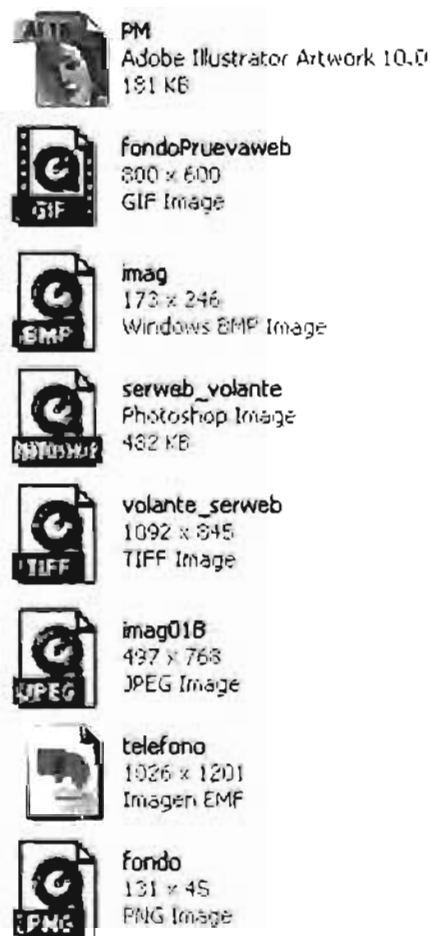 PM
Adobe Illustrator Artwork 10.0
181 KB
fondoPruevaweb
800 x 600
GIF
GIF Image
imag
173 x 246
BMP
Windows BMP Image
serweb_volante
Photoshop Image
PHOTOSHOP
482 KB
volante_serweb
1092 x 845
TIFF
TIFF Image
imag01B
497 x 768
JPEG
JPEG Image
telefono
1026 x 1201
Imagen EMF
fondo
131 x 45
PNG
PNG Image